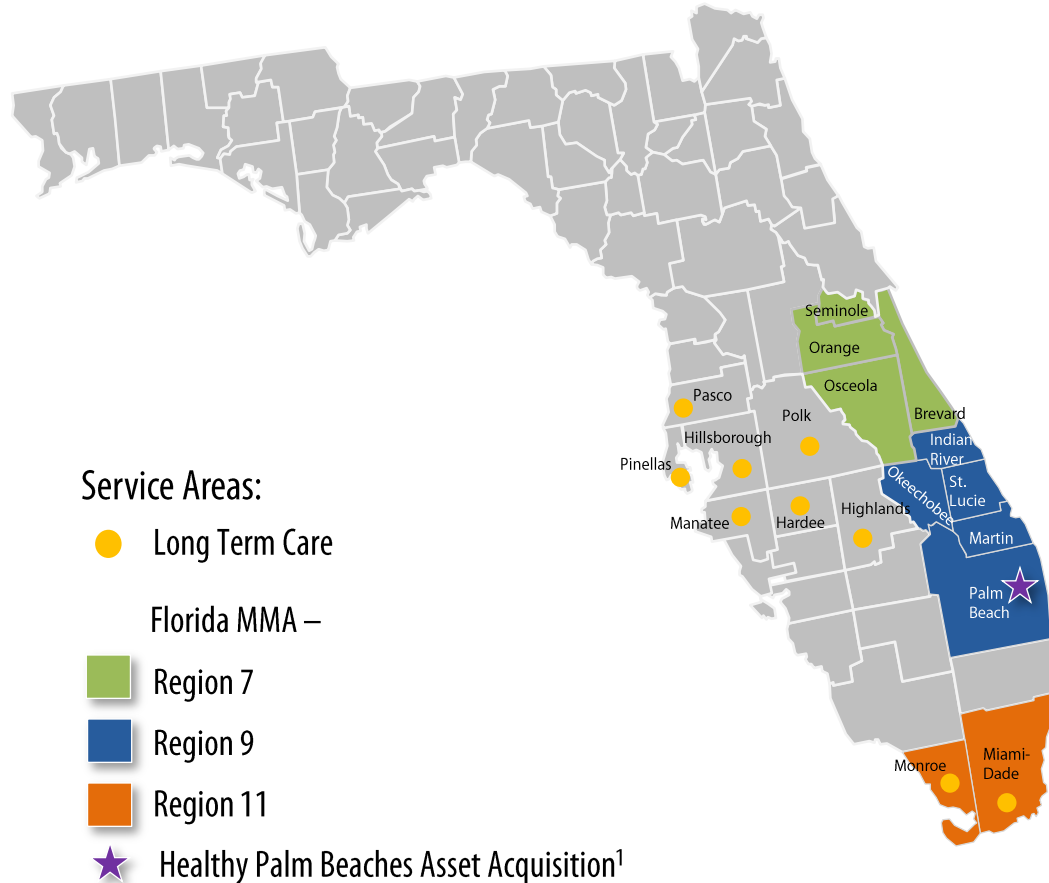 Seminole
Orange
Osceola
Brevard
Pasco
Polk
Hillsborough
Indian
River
Pinellas
Okeechobee
St.
Lucie
Service Areas:
Manatee
Hardee
Highlands
Long Term Care
Martin
Palm
Beach
Florida MMA –
Region 7
Region 9
Monroe
Miami-
Dade
Region 11
Healthy Palm Beaches Asset Acquisition¹